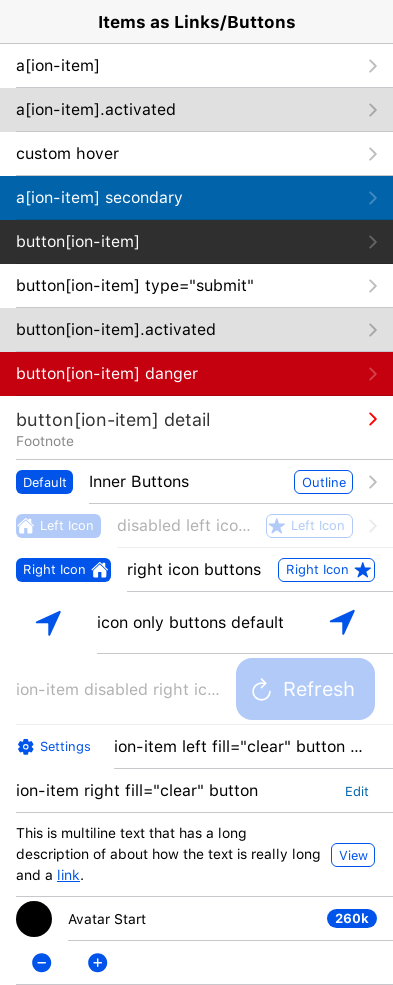 Items as Links/Buttons
a[ion-item]
a[ion-item].activated
custom hover
a[ion-item] secondary
button[ion-item]
button[ion-item] type="submit"
button[ion-item].activated
button[ion-item] danger
button[ion-item] detail
Footnote
Default Inner Buttons Outline
Left Icon disabled left ico... Left Icon
Right Icon right icon buttons Right Icon
icon only buttons default
ion-item disabled right ic... Refresh
Settings ion-item left fill="clear" button ...
ion-item right fill="clear" button Edit
This is multiline text that has a long
description of about how the text is really long View
and a link.
Avatar Start 260k